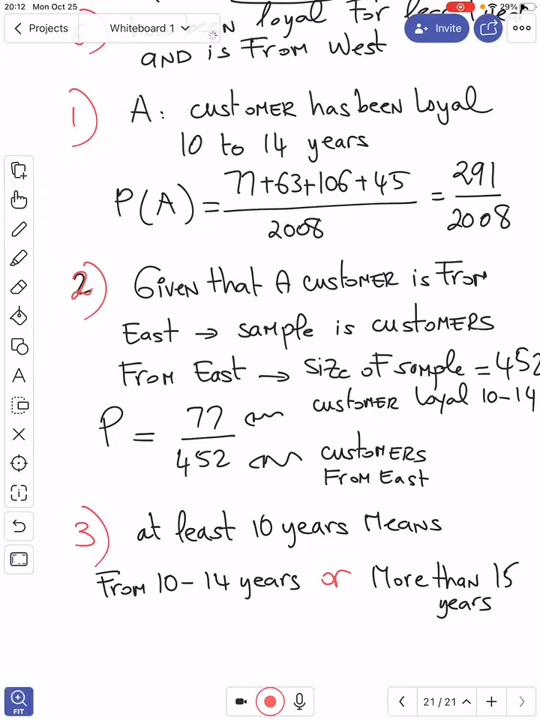 20:12 Mon Oct 25
29%
loyal for
Projects
Whiteboard 1
Invite
AND is From West
1) A: customer has been Loyal
10 to 14 years
P(A) = 77+63+106+45 / 2008 = 291 / 2008
2) Given that A customer is From
East → sample is customers
From East → size of sample = 452
P = 77 / 452
customer loyal 10-14
customers
From East
3) at least 10 years Means
From 10-14 years or More than 15
years
A
FIT
21/21